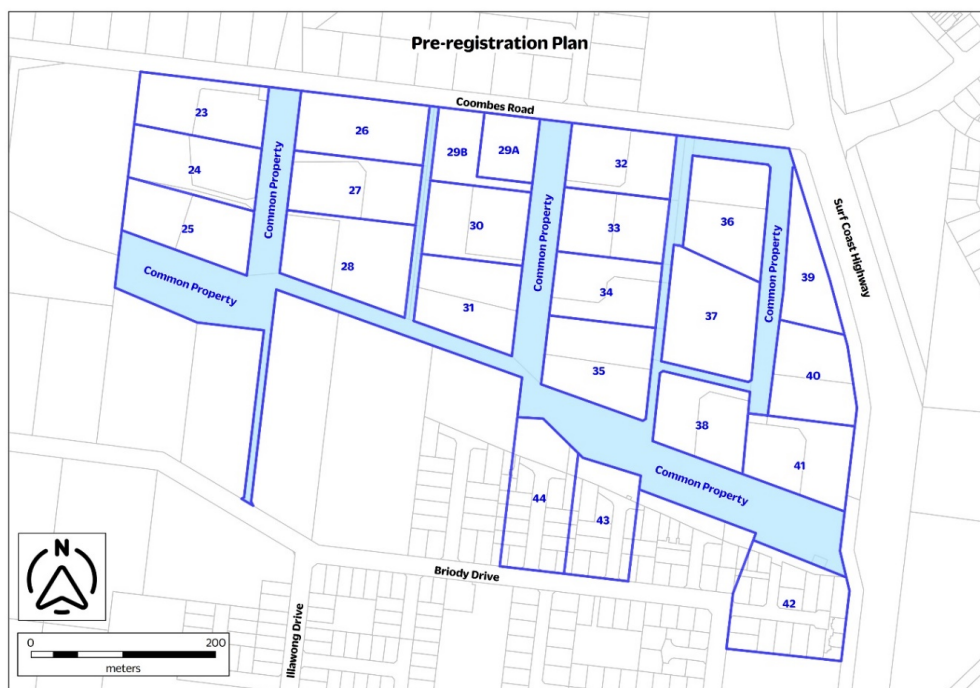 Pre-registration Plan
Coombes Road
23
26
29B
29A
32
24
27
30
33
36
25
28
31
34
37
39
35
40
38
41
44
43
42
Common Property
Common Property
Common Property
Common Property
Common Property
Surf Coast Highway
Briody Drive
Illawong Drive
N
0 200
meters